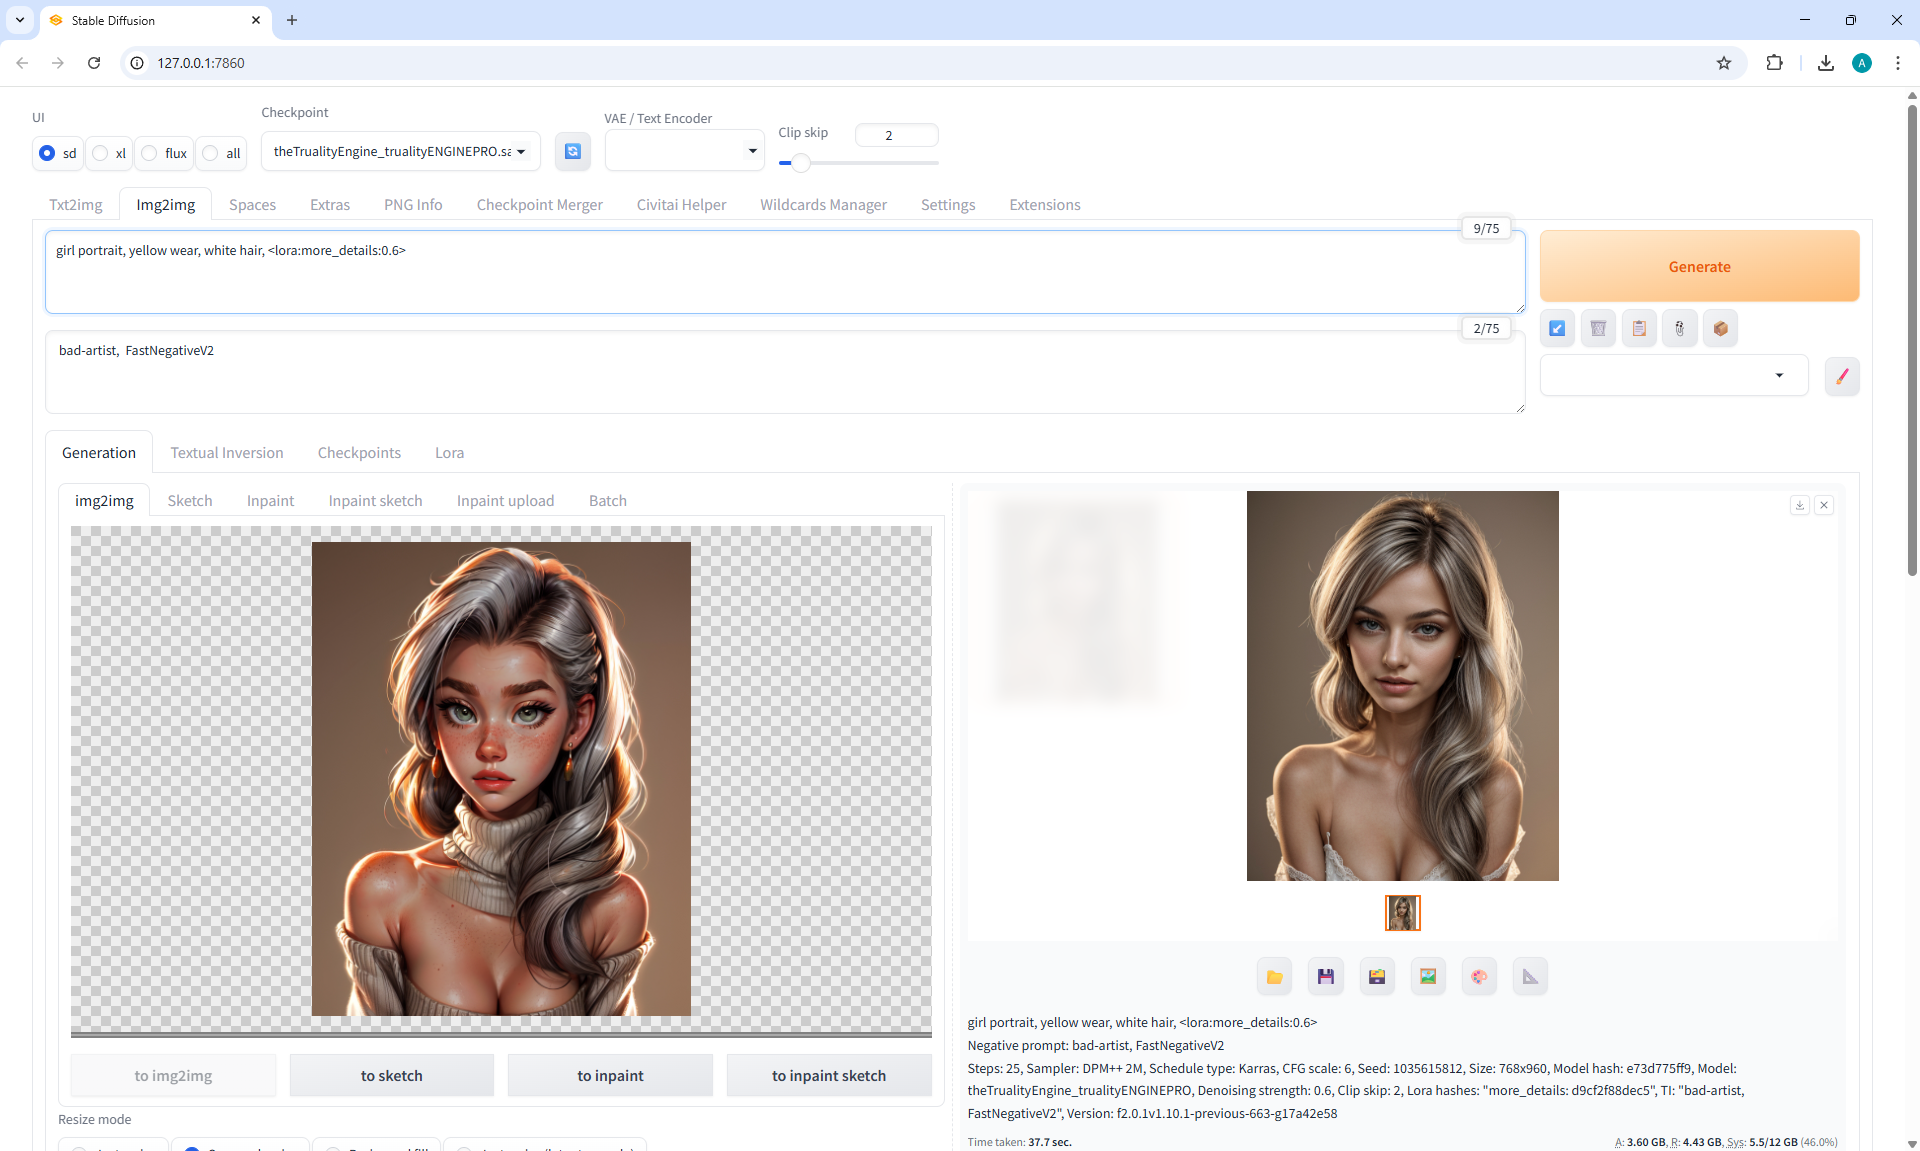 Stable Diffusion
127.0.0.1:7860
A
UI
Checkpoint
VAE / Text Encoder
Clip skip
2
sd
xl
flux
all
theTrualityEngine_trualityENGINEPRO.sa
Txt2img
Img2img
Spaces
Extras
PNG Info
Checkpoint Merger
Civitai Helper
Wildcards Manager
Settings
Extensions
9/75
girl portrait, yellow wear, white hair, <lora:more_details:0.6>
Generate
2/75
bad-artist, FastNegativeV2
Generation
Textual Inversion
Checkpoints
Lora
img2img
Sketch
Inpaint
Inpaint sketch
Inpaint upload
Batch
to img2img
to sketch
to inpaint
to inpaint sketch
Resize mode
girl portrait, yellow wear, white hair, <lora:more_details:0.6>
Negative prompt: bad-artist, FastNegativeV2
Steps: 25, Sampler: DPM++ 2M, Schedule type: Karras, CFG scale: 6, Seed: 1035615812, Size: 768x960, Model hash: e73d775ff9, Model:
theTrualityEngine_trualityENGINEPRO, Denoising strength: 0.6, Clip skip: 2, Lora hashes: "more_details: d9cf2f88dec5", TI: "bad-artist,
FastNegativeV2", Version: f2.0.1v1.10.1-previous-663-g17a42e58
Time taken: 37.7 sec.
A: 3.60 GB, R: 4.43 GB, Sys: 5.5/12 GB (46.0%)